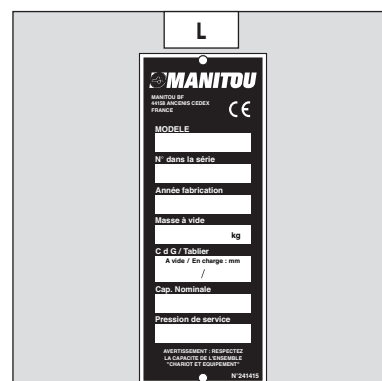 L
MANITOU
MANITOU BF
44158 ANCENIS CEDEX
FRANCE
CE
MODELE
N° dans la série
Année fabrication
Masse à vide
kg
C d G / Tablier
A vide / En charge : mm
/
Cap. Nominale
Pression de service
AVERTISSEMENT : RESPECTEZ
LA CAPACITE DE L'ENSEMBLE
"CHARIOT ET EQUIPEMENT"
N°241415